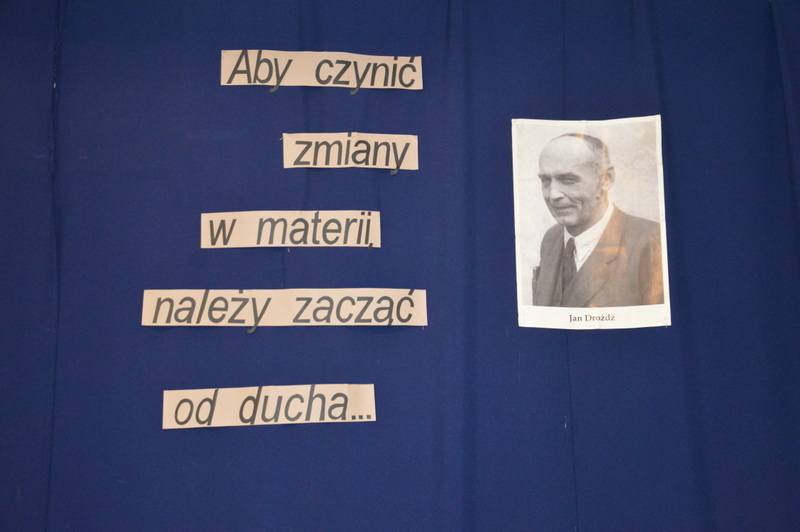 Aby czynić
zmiany
w materii,
należy zacząć
od ducha...
Jan Drożdż